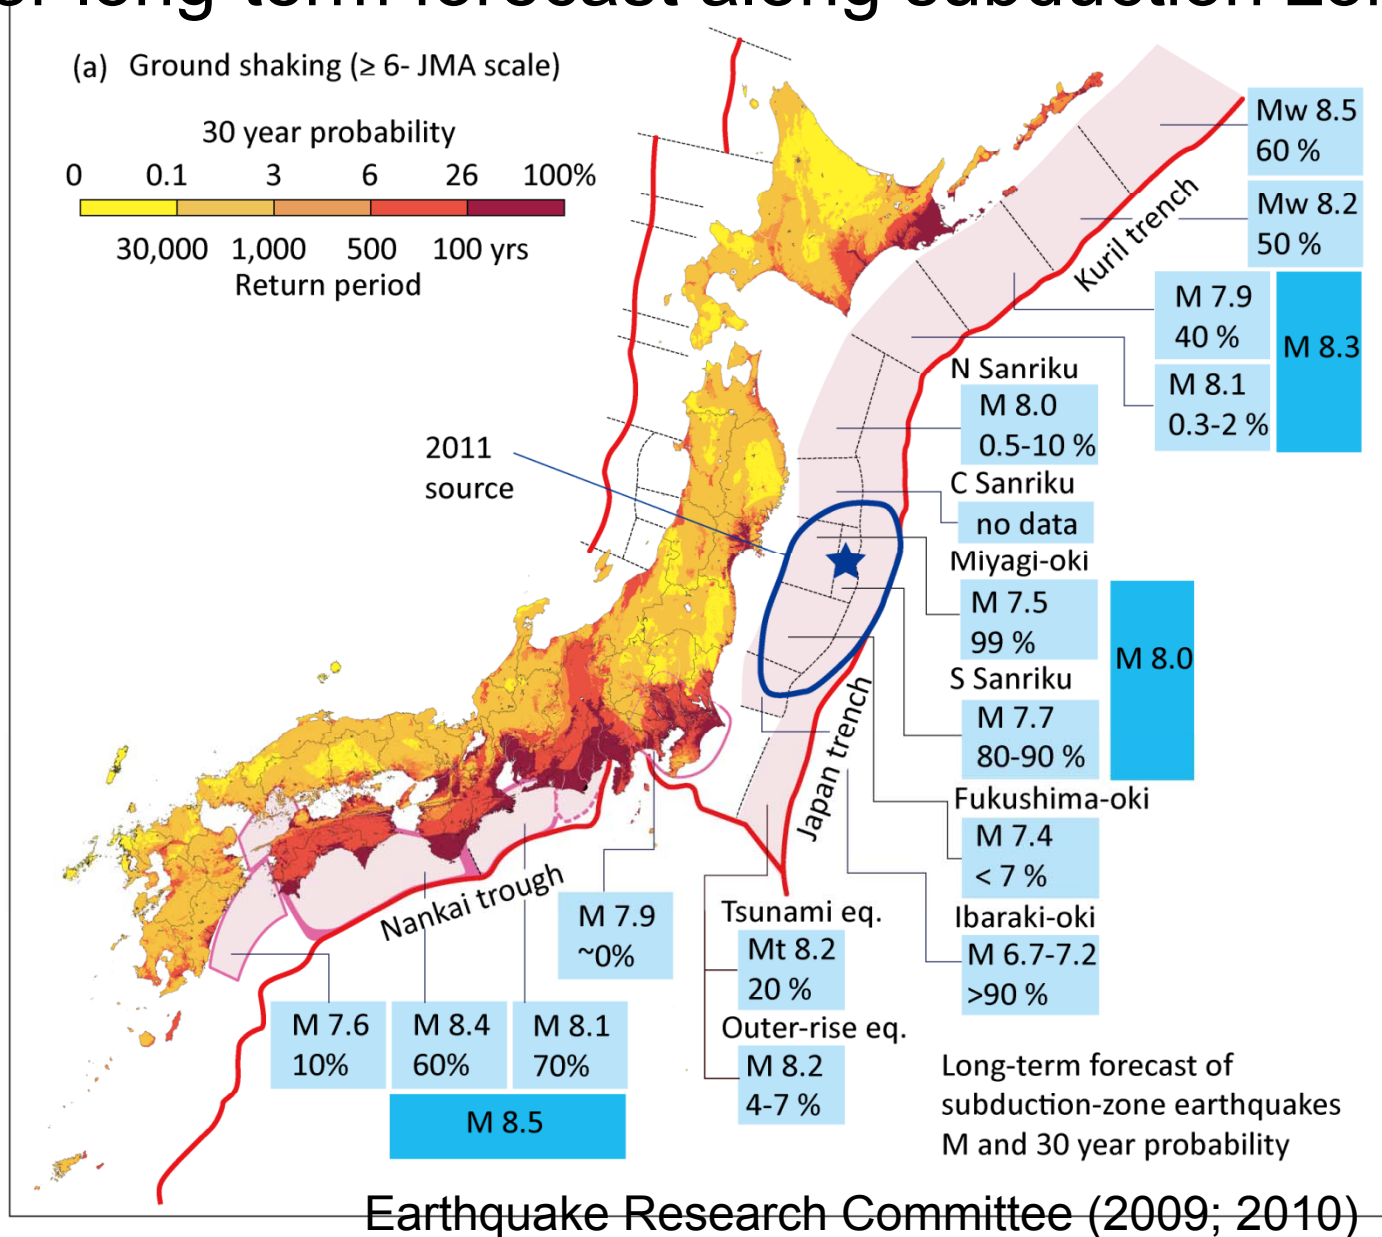 long-term forecast along subduction
(a) Ground shaking (≥ 6- JMA scale)
30 year probability
0 0.1 3 6 26 100%
30,000 1,000 500 100 yrs
Return period
Mw 8.5
60 %
Mw 8.2
50 %
Kuril trench
M 7.9
40 %
M 8.3
M 8.1
0.3-2 %
N Sanriku
M 8.0
0.5-10 %
2011
source
C Sanriku
no data
Miyagi-oki
M 7.5
99 %
M 8.0
S Sanriku
M 7.7
80-90 %
Japan trench
Fukushima-oki
M 7.4
< 7 %
Ibaraki-oki
M 6.7-7.2
>90 %
Nankai trough
M 7.9
~0%
Tsunami eq.
Mt 8.2
20 %
Outer-rise eq.
M 8.2
4-7 %
M 7.6
10%
M 8.4
60%
M 8.1
70%
M 8.5
Long-term forecast of
subduction-zone earthquakes
M and 30 year probability
Earthquake Research Committee (2009; 2010)